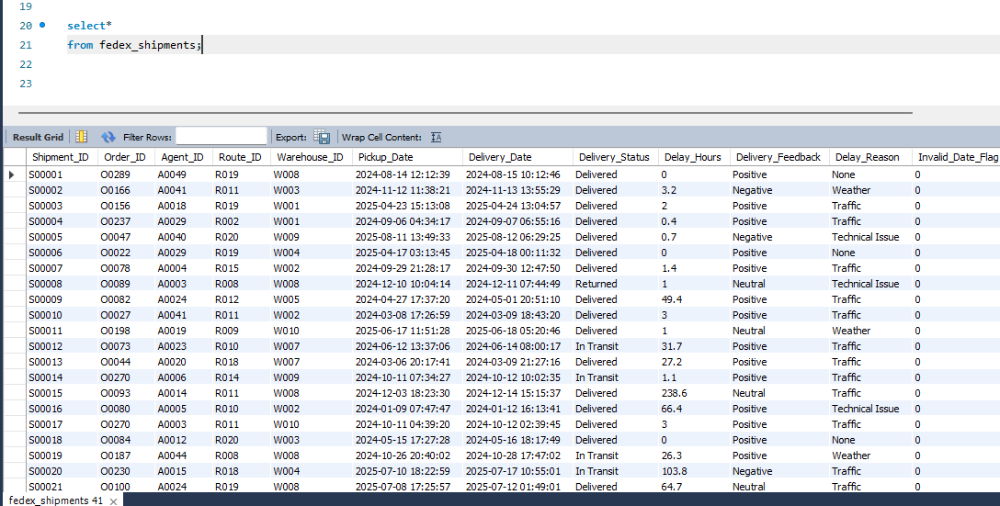 19
20 select*
21 from fedex_shipments;
22
23
Result Grid Filter Rows: Export: Wrap Cell Content:
Shipment_ID Order_ID Agent_ID Route_ID Warehouse_ID Pickup_Date Delivery_Date Delivery_Status Delay_Hours Delivery_Feedback Delay_Reason Invalid_Date_Flag
S00001 O0289 A0049 R019 W008 2024-08-14 12:12:39 2024-08-15 10:12:46 Delivered 0 Positive None 0
S00002 O0166 A0041 R011 W003 2024-11-12 11:38:21 2024-11-13 13:55:29 Delivered 3.2 Negative Weather 0
S00003 O0156 A0018 R019 W001 2025-04-23 15:13:08 2025-04-24 13:04:57 Delivered 2 Positive Traffic 0
S00004 O0237 A0029 R002 W001 2024-09-06 04:34:17 2024-09-07 06:55:16 Delivered 0.4 Positive Traffic 0
S00005 O0047 A0040 R020 W009 2025-08-11 13:49:33 2025-08-12 06:29:25 Delivered 0.7 Negative Technical Issue 0
S00006 O0022 A0029 R019 W004 2025-04-17 03:13:45 2025-04-18 00:11:32 Delivered 0 Positive None 0
S00007 O0078 A0004 R015 W002 2024-09-29 21:28:17 2024-09-30 12:47:50 Delivered 1.4 Positive Traffic 0
S00008 O0089 A0003 R008 W008 2024-12-10 10:04:14 2024-12-11 07:44:49 Returned 1 Neutral Technical Issue 0
S00009 O0082 A0024 R012 W005 2024-04-27 17:37:20 2024-05-01 20:51:10 Delivered 49.4 Positive Traffic 0
S00010 O0027 A0041 R011 W002 2024-03-08 17:26:59 2024-03-09 18:43:20 Delivered 3 Positive Traffic 0
S00011 O0198 A0019 R009 W010 2025-06-17 11:51:28 2025-06-18 05:20:46 Delivered 1 Neutral Weather 0
S00012 O0073 A0023 R010 W007 2024-06-12 13:37:06 2024-06-14 08:00:17 In Transit 31.7 Positive Traffic 0
S00013 O0044 A0020 R018 W007 2024-03-06 20:17:41 2024-03-09 21:27:16 Delivered 27.2 Positive Traffic 0
S00014 O0270 A0006 R014 W009 2024-10-11 07:34:27 2024-10-12 10:02:35 In Transit 1.1 Positive Traffic 0
S00015 O0093 A0014 R011 W008 2024-12-03 18:23:30 2024-12-14 15:15:37 Delivered 238.6 Neutral Traffic 0
S00016 O0080 A0005 R010 W002 2024-01-09 07:47:47 2024-01-12 16:13:41 Delivered 66.4 Positive Technical Issue 0
S00017 O0270 A0003 R011 W010 2024-10-11 04:39:20 2024-10-12 02:39:45 Delivered 3 Positive Traffic 0
S00018 O0084 A0012 R020 W003 2024-05-15 17:27:28 2024-05-16 18:17:49 Delivered 0 Positive None 0
S00019 O0187 A0044 R008 W008 2024-10-26 20:40:02 2024-10-28 17:47:02 In Transit 26.3 Positive Weather 0
S00020 O0230 A0015 R018 W004 2025-07-10 18:22:59 2025-07-17 10:55:01 In Transit 103.8 Negative Traffic 0
S00021 O0100 A0024 R019 W008 2025-07-08 17:25:57 2025-07-12 01:49:01 Delivered 64.7 Neutral Traffic 0
fedex_shipments 41